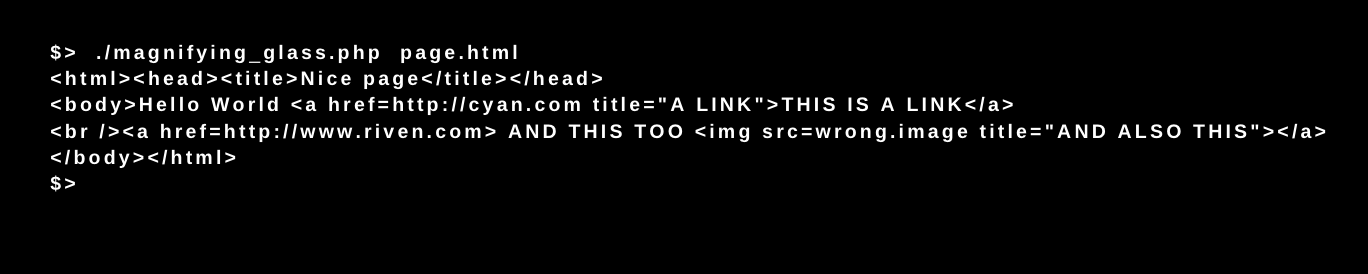 $> ./magnifying_glass.php page.html
<html><head><title>Nice page</title></head>
<body>Hello World <a href=http://cyan.com title="A LINK">THIS IS A LINK</a>
<br /><a href=http://www.riven.com> AND THIS TOO <img src=wrong.image title="AND ALSO THIS"></a>
</body></html>
$>